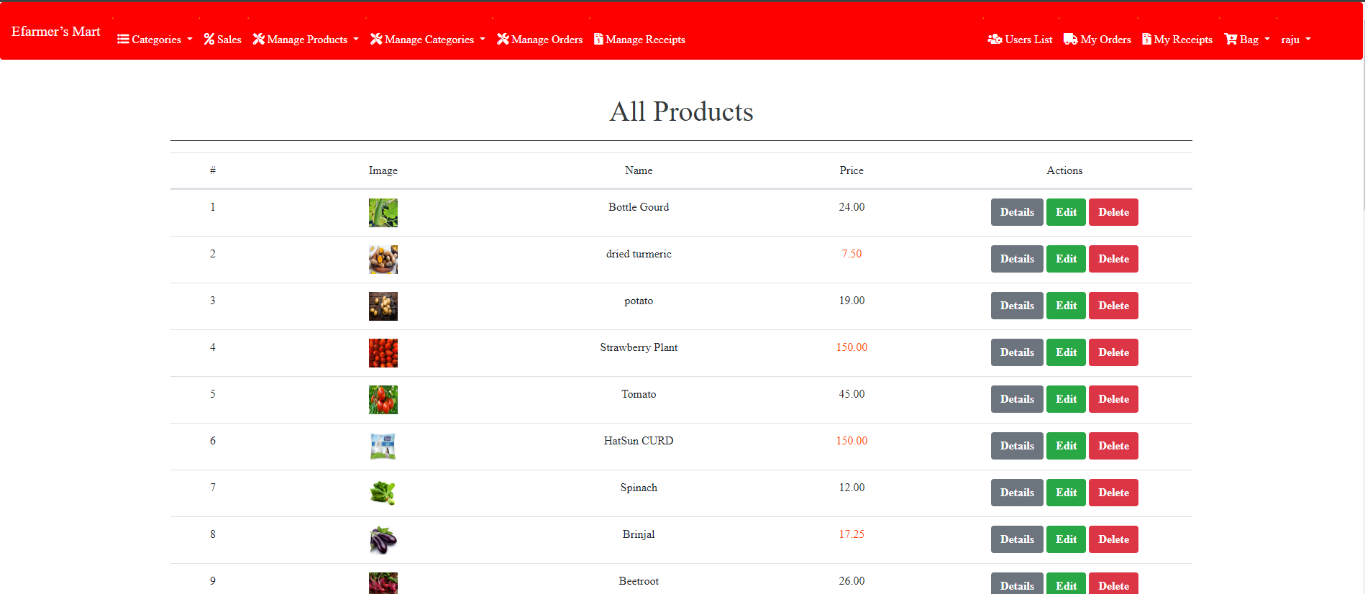 Efarmer’s Mart Categories Sales Manage Products Manage Categories Manage Orders Manage Receipts Users List My Orders My Receipts Bag raju
All Products
# Image Name Price Actions
1 Bottle Gourd 24.00 Details Edit Delete
2 dried turmeric 7.50 Details Edit Delete
3 potato 19.00 Details Edit Delete
4 Strawberry Plant 150.00 Details Edit Delete
5 Tomato 45.00 Details Edit Delete
6 HatSun CURD 150.00 Details Edit Delete
7 Spinach 12.00 Details Edit Delete
8 Brinjal 17.25 Details Edit Delete
9 Beetroot 26.00 Details Edit Delete